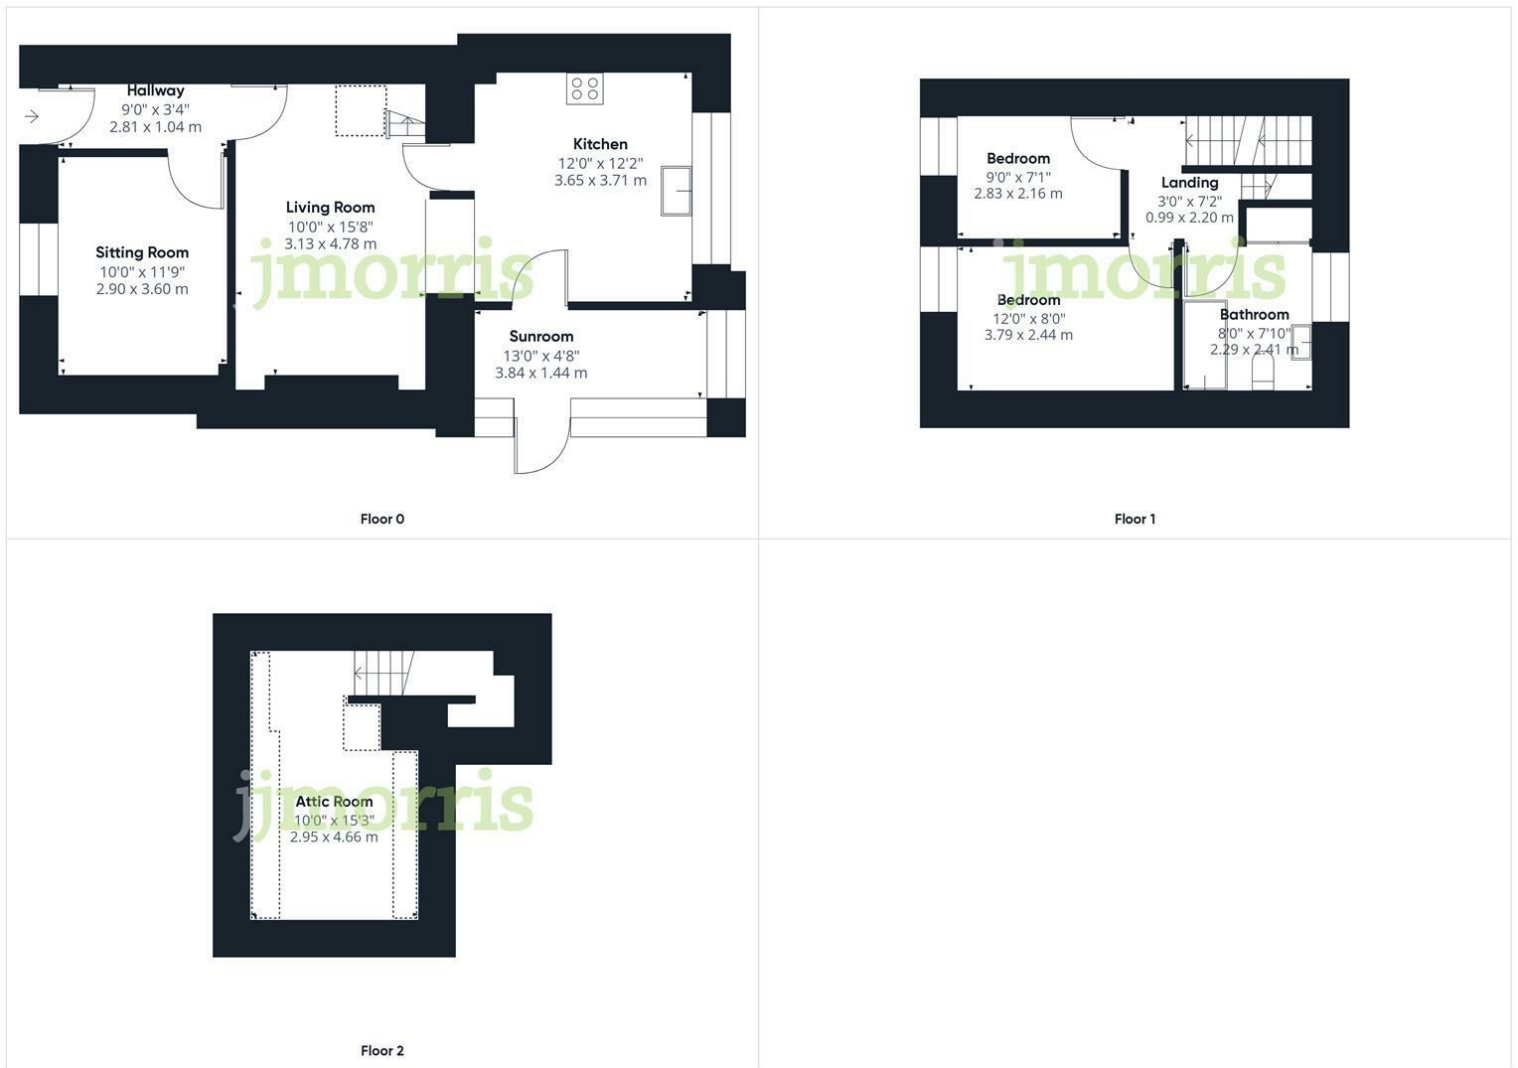 Hallway
9'0" x 3'4"
2.81 x 1.04 m
Sitting Room
10'0" x 11'9"
2.90 x 3.60 m
Living Room
10'0" x 15'8"
3.13 x 4.78 m
Kitchen
12'0" x 12'2"
3.65 x 3.71 m
Sunroom
13'0" x 4'8"
3.84 x 1.44 m
jjmorris
Floor 0
Bedroom
9'0" x 7'1"
2.83 x 2.16 m
Landing
3'0" x 7'2"
0.99 x 2.20 m
Bedroom
12'0" x 8'0"
3.79 x 2.44 m
Bathroom
8'0" x 7'10"
2.29 x 2.41 m
jjmorris
Floor 1
Attic Room
10'0" x 15'3"
2.95 x 4.66 m
jjmorris
Floor 2